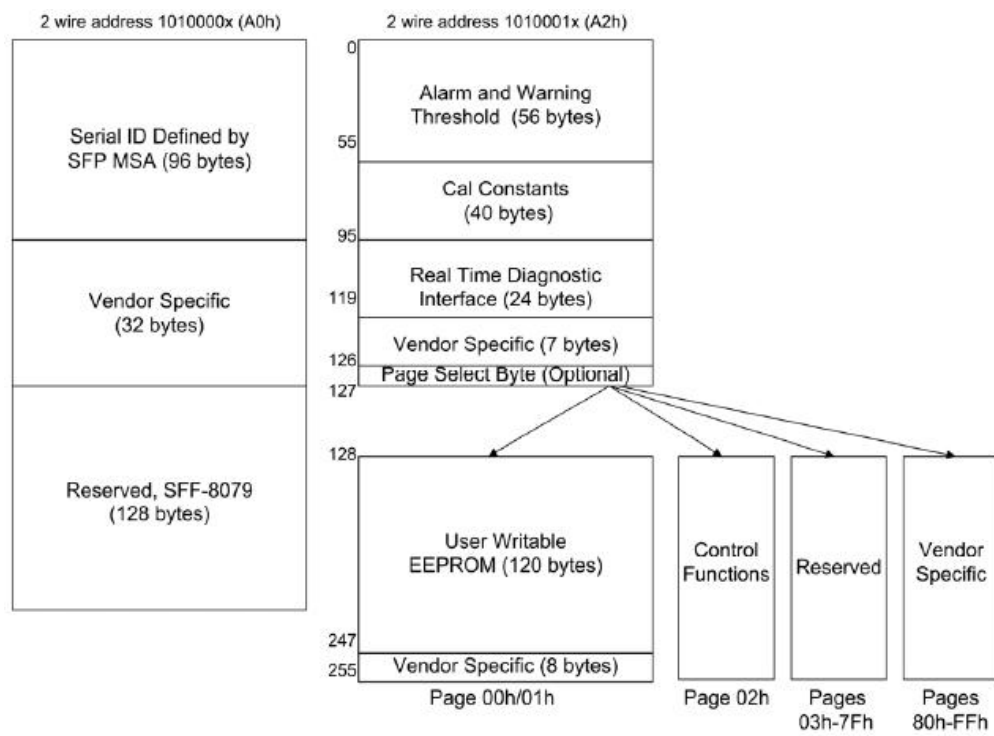 2 wire address 1010000x (A0h)
Serial ID Defined by
SFP MSA (96 bytes)
Vendor Specific
(32 bytes)
Reserved, SFF-8079
(128 bytes)
2 wire address 1010001x (A2h)
0
Alarm and Warning
Threshold (56 bytes)
55
Cal Constants
(40 bytes)
95
Real Time Diagnostic
Interface (24 bytes)
119
Vendor Specific (7 bytes)
126
Page Select Byte (Optional)
127
128
User Writable
EEPROM (120 bytes)
247
Vendor Specific (8 bytes)
255
Page 00h/01h
Control
Functions
Page 02h
Reserved
Pages
03h-7Fh
Vendor
Specific
Pages
80h-FFh